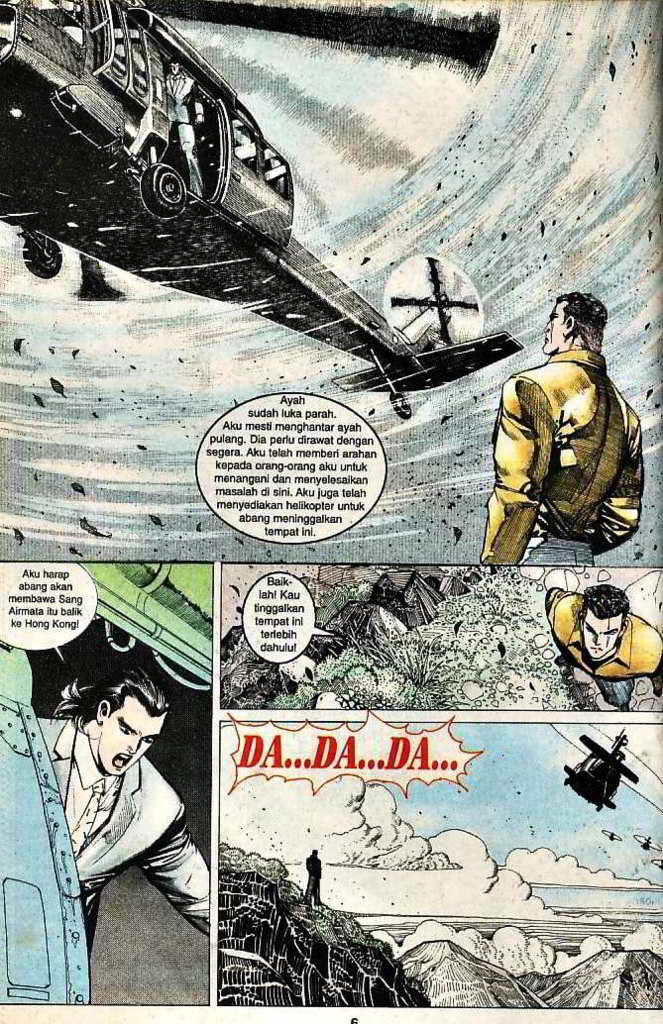 Ayah
sudah luka parah.
Aku mesti menghantar ayah
pulang. Dia perlu dirawat dengan
segera. Aku telah memberi arahan
kepada orang-orang aku untuk
menangani dan menyelesaikan
masalah di sini. Aku juga telah
menyediakan helikopter untuk
abang meninggalkan
tempat ini.
Aku harap
abang akan
membawa Sang
Airmata itu balik
ke Hong Kong!
Baik-
lah! Kau
tinggalkan
tempat ini
terlebih
dahulu!
DA...DA...DA...
6